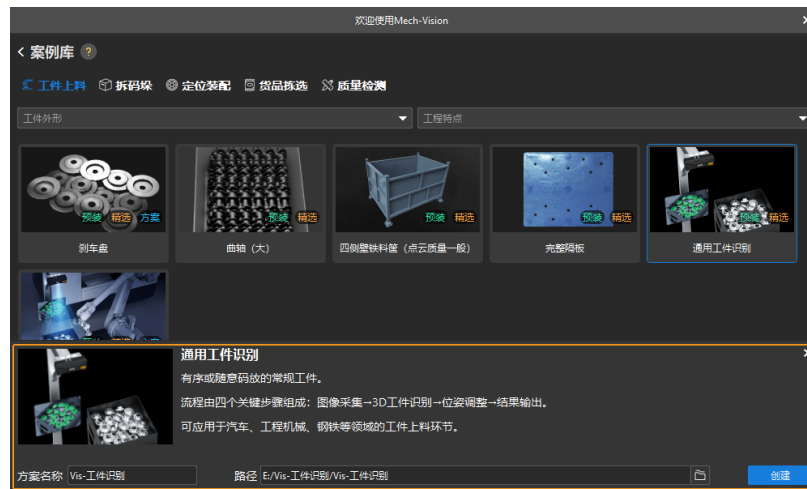 欢迎使用Mech-Vision
案例库 ?
工件上料 拆码垛 定位装配 货品拣选 质量检测
工件外形 工程特点
预装 精选 方案 预装 精选 预装 精选 预装 精选 预装 精选
刹车盘 曲轴（大） 四侧壁铁料筐（点云质量一般） 完整隔板 通用工件识别
通用工件识别
有序或随意码放的常规工件。
流程由四个关键步骤组成：图像采集→3D工件识别→位姿调整→结果输出。
可应用于汽车、工程机械、钢铁等领域的工件上料环节。
方案名称 Vis-工件识别 路径 E:/Vis-工件识别/Vis-工件识别 创建